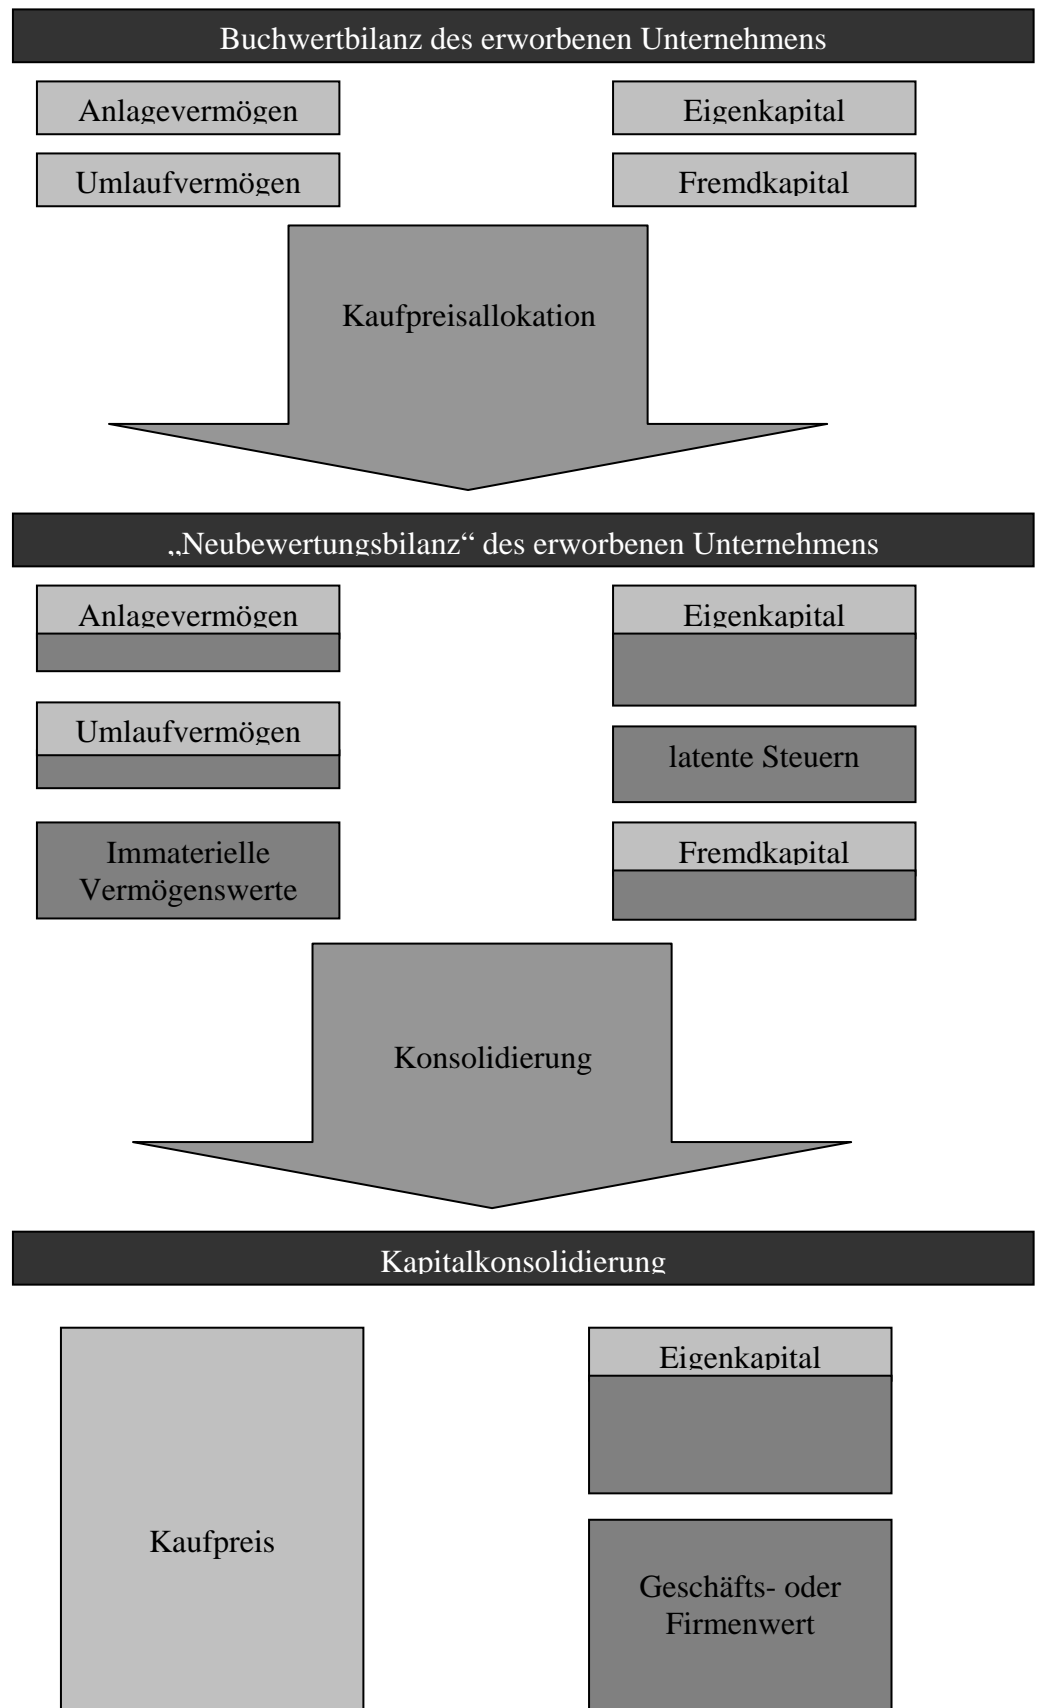 Buchwertbilanz des erworbenen Unternehmens
Anlagevermögen
Eigenkapital
Umlaufvermögen
Fremdkapital
Kaufpreisallokation
„Neubewertungsbilanz“ des erworbenen Unternehmens
Anlagevermögen
Eigenkapital
Umlaufvermögen
latente Steuern
Immaterielle
Vermögenswerte
Fremdkapital
Konsolidierung
Kapitalkonsolidierung
Eigenkapital
Kaufpreis
Geschäfts- oder
Firmenwert